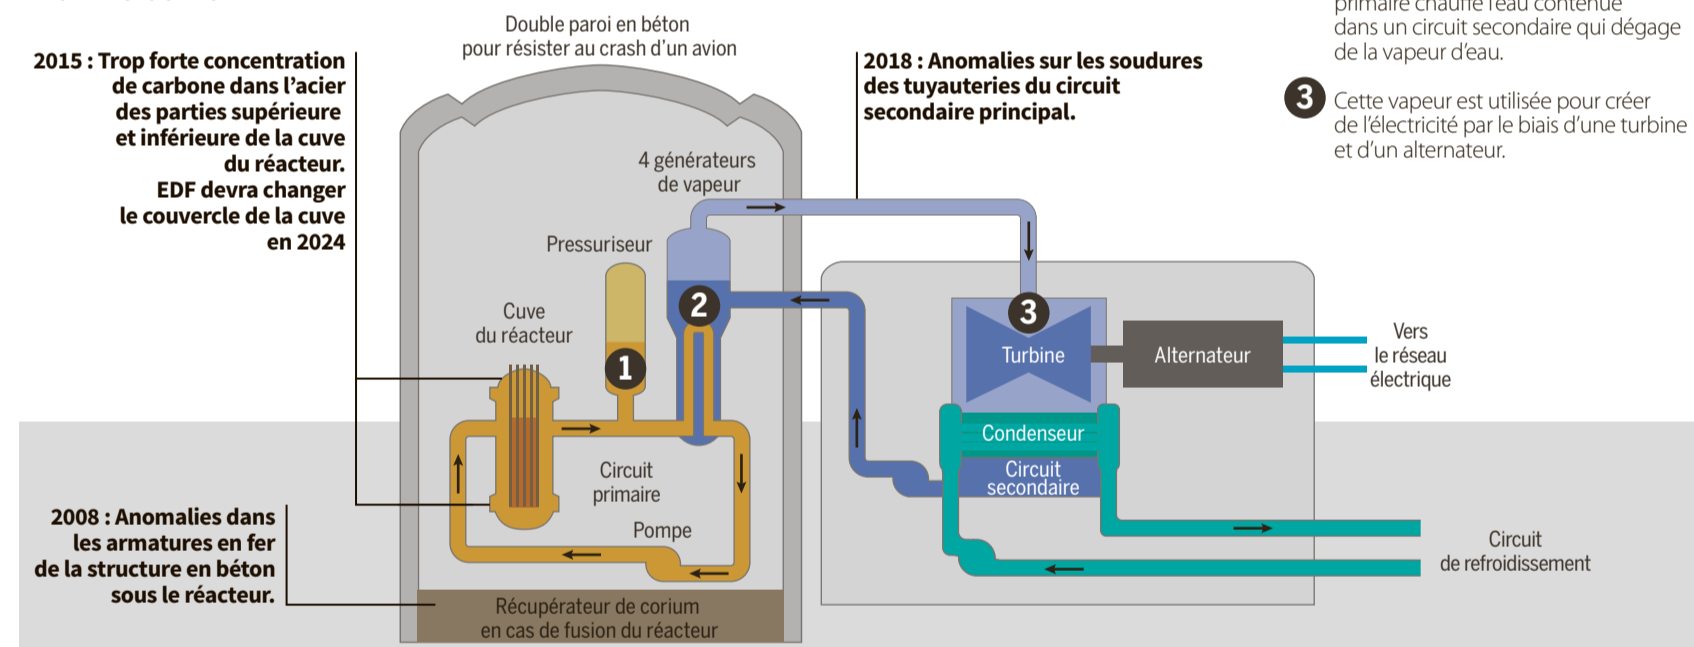 primaire chauffe l'eau contenue
dans un circuit secondaire qui dégage
de la vapeur d'eau.
3
Cette vapeur est utilisée pour créer
de l'électricité par le biais d'une turbine
et d'un alternateur.
Double paroi en béton
pour résister au crash d'un avion
2015 : Trop forte concentration
de carbone dans l'acier
des parties supérieure
et inférieure de la cuve
du réacteur.
EDF devra changer
le couvercle de la cuve
en 2024
2018 : Anomalies sur les soudures
des tuyauteries du circuit
secondaire principal.
4 générateurs
de vapeur
Pressuriseur
Cuve
du réacteur
1
2
3
Turbine
Alternateur
Vers
le réseau
électrique
Condenseur
Circuit
secondaire
Circuit
primaire
Pompe
2008 : Anomalies dans
les armatures en fer
de la structure en béton
sous le réacteur.
Circuit
de refroidissement
Récupérateur de corium
en cas de fusion du réacteur